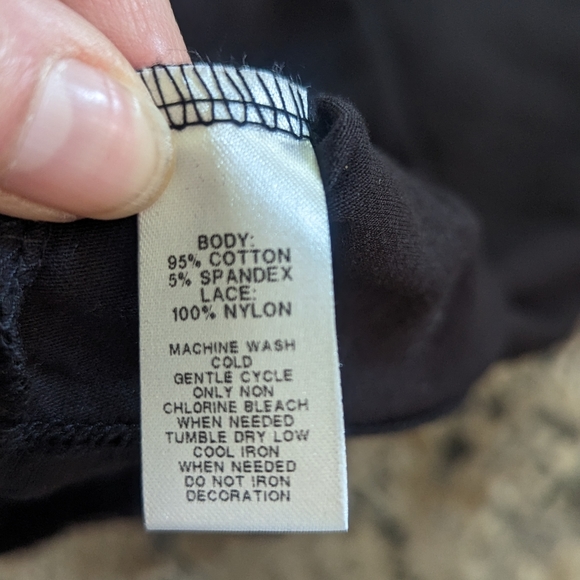 BODY:
95% COTTON
5% SPANDEX
LACE:
100% NYLON
MACHINE WASH
COLD
GENTLE CYCLE
ONLY NON
CHLORINE BLEACH
WHEN NEEDED
TUMBLE DRY LOW
COOL IRON
WHEN NEEDED
DO NOT IRON
DECORATION